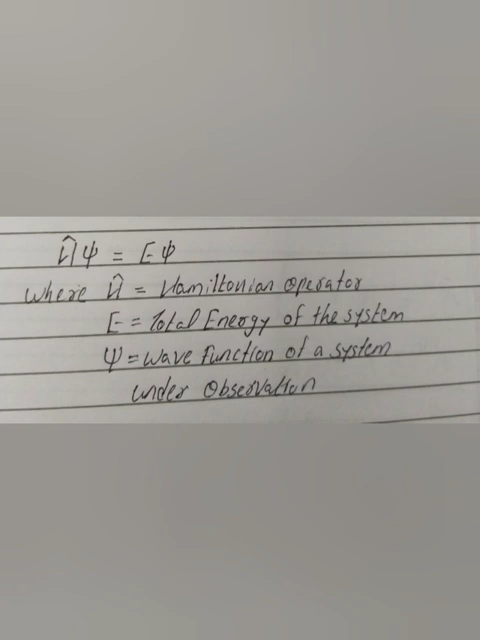 Ĥψ = Eψ
where Ĥ = Hamiltonian operator
E = Total Energy of the system
ψ = wave function of a system
under observation